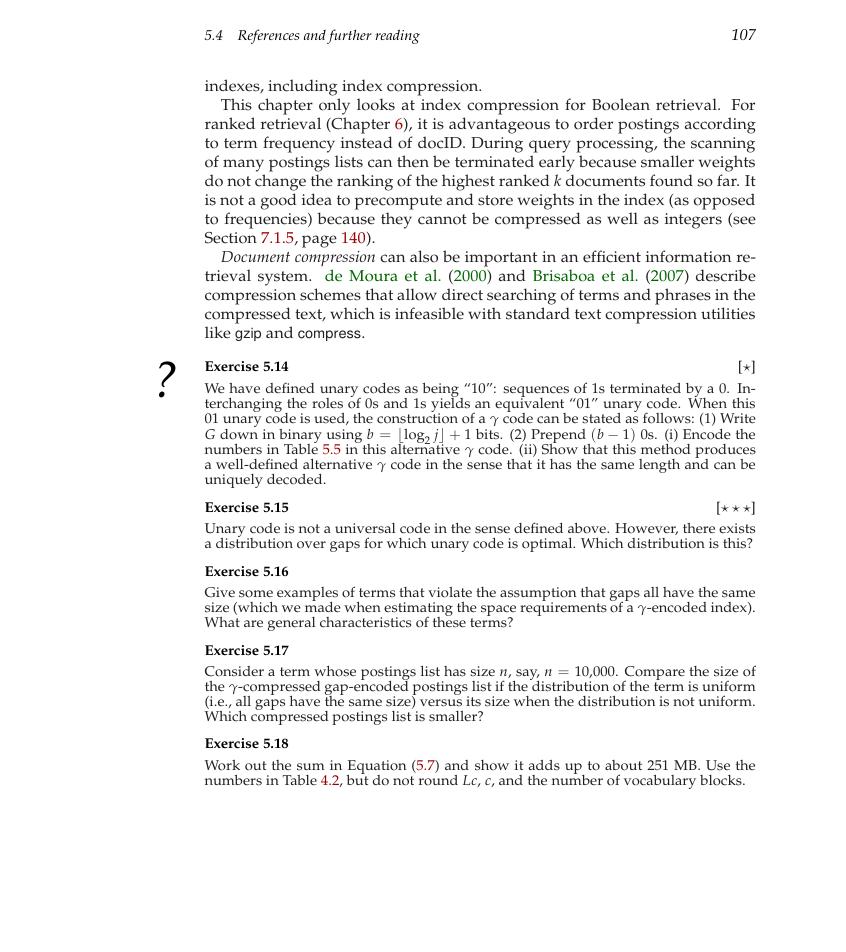 5.4 References and further reading 107
indexes, including index compression.
This chapter only looks at index compression for Boolean retrieval. For
ranked retrieval (Chapter 6), it is advantageous to order postings according
to term frequency instead of docID. During query processing, the scanning
of many postings lists can then be terminated early because smaller weights
do not change the ranking of the highest ranked k documents found so far. It
is not a good idea to precompute and store weights in the index (as opposed
to frequencies) because they cannot be compressed as well as integers (see
Section 7.1.5, page 140).
Document compression can also be important in an efficient information re-
trieval system. de Moura et al. (2000) and Brisaboa et al. (2007) describe
compression schemes that allow direct searching of terms and phrases in the
compressed text, which is infeasible with standard text compression utilities
like gzip and compress.
? Exercise 5.14 [⋆]
We have defined unary codes as being “10”: sequences of 1s terminated by a 0. In-
terchanging the roles of 0s and 1s yields an equivalent “01” unary code. When this
01 unary code is used, the construction of a γ code can be stated as follows: (1) Write
G down in binary using b = ⌊log₂ j⌋ + 1 bits. (2) Prepend (b − 1) 0s. (i) Encode the
numbers in Table 5.5 in this alternative γ code. (ii) Show that this method produces
a well-defined alternative γ code in the sense that it has the same length and can be
uniquely decoded.
Exercise 5.15 [⋆ ⋆ ⋆]
Unary code is not a universal code in the sense defined above. However, there exists
a distribution over gaps for which unary code is optimal. Which distribution is this?
Exercise 5.16
Give some examples of terms that violate the assumption that gaps all have the same
size (which we made when estimating the space requirements of a γ-encoded index).
What are general characteristics of these terms?
Exercise 5.17
Consider a term whose postings list has size n, say, n = 10,000. Compare the size of
the γ-compressed gap-encoded postings list if the distribution of the term is uniform
(i.e., all gaps have the same size) versus its size when the distribution is not uniform.
Which compressed postings list is smaller?
Exercise 5.18
Work out the sum in Equation (5.7) and show it adds up to about 251 MB. Use the
numbers in Table 4.2, but do not round Lc, c, and the number of vocabulary blocks.